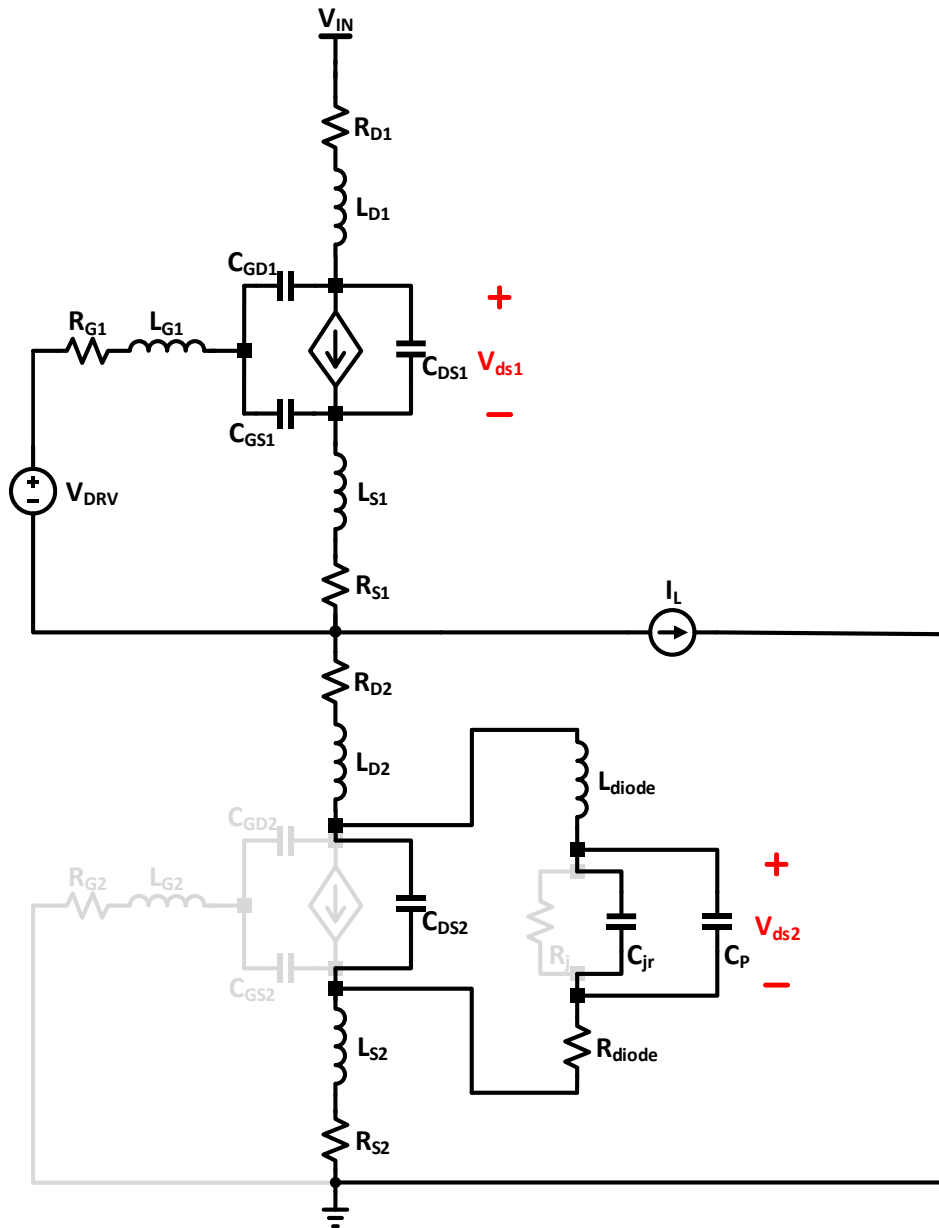 V_IN
R_D1
L_D1
C_GD1
+
R_G1
L_G1
C_DS1
V_ds1
−
C_GS1
+
−
V_DRV
L_S1
R_S1
I_L
R_D2
L_D2
L_diode
C_GD2
R_G2
L_G2
+
C_DS2
V_ds2
R_j
C_jr
C_P
−
C_GS2
L_S2
R_diode
R_S2